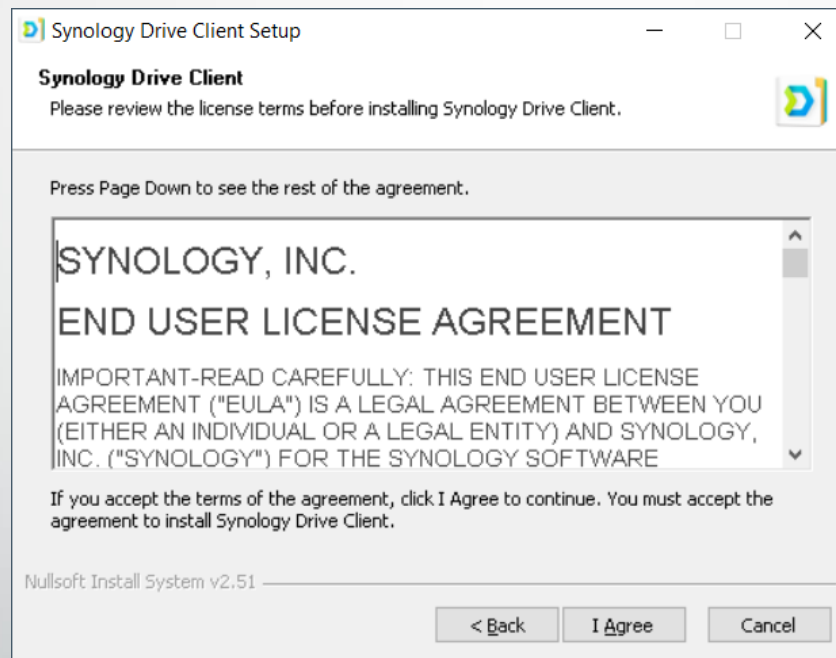 Synology Drive Client Setup
Synology Drive Client
Please review the license terms before installing Synology Drive Client.
Press Page Down to see the rest of the agreement.
SYNOLOGY, INC.
END USER LICENSE AGREEMENT
IMPORTANT-READ CAREFULLY: THIS END USER LICENSE
AGREEMENT ("EULA") IS A LEGAL AGREEMENT BETWEEN YOU
(EITHER AN INDIVIDUAL OR A LEGAL ENTITY) AND SYNOLOGY,
INC. ("SYNOLOGY") FOR THE SYNOLOGY SOFTWARE
If you accept the terms of the agreement, click I Agree to continue. You must accept the
agreement to install Synology Drive Client.
Nullsoft Install System v2.51
< Back
I Agree
Cancel